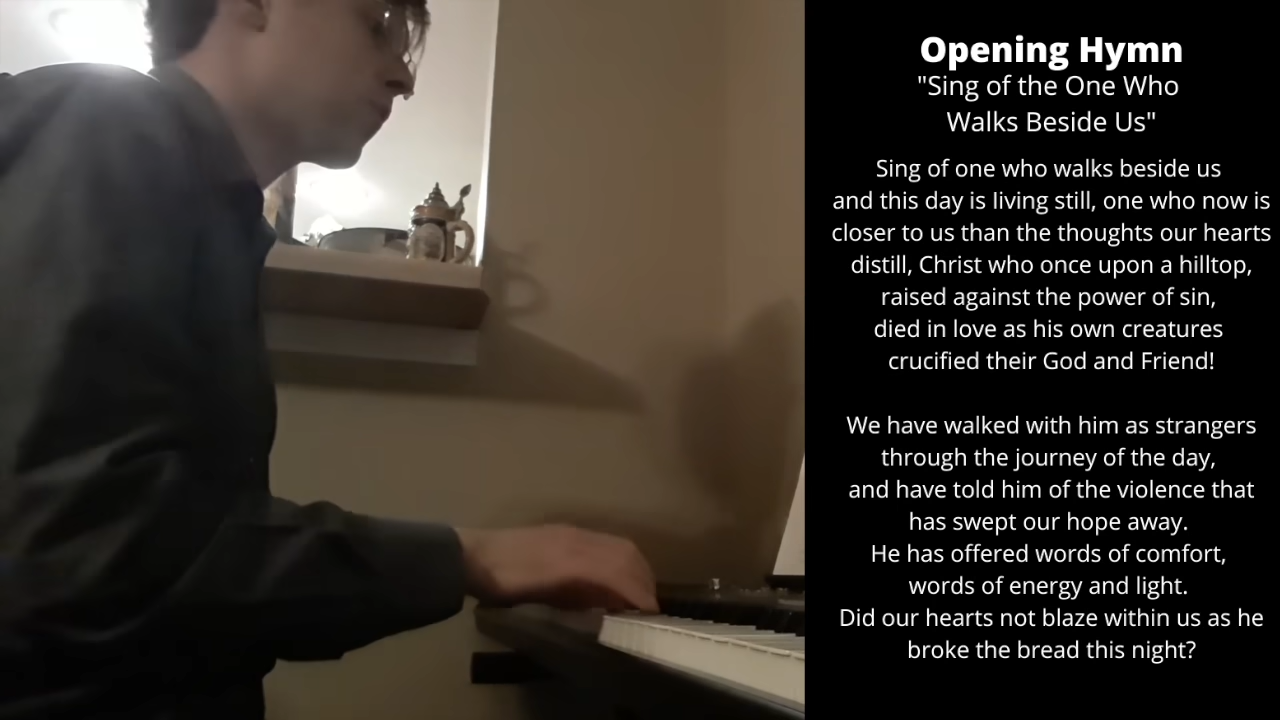 Opening Hymn
"Sing of the One Who
Walks Beside Us"
Sing of one who walks beside us
and this day is living still, one who now is
closer to us than the thoughts our hearts
distill, Christ who once upon a hilltop,
raised against the power of sin,
died in love as his own creatures
crucified their God and Friend!
We have walked with him as strangers
through the journey of the day,
and have told him of the violence that
has swept our hope away.
He has offered words of comfort,
words of energy and light.
Did our hearts not blaze within us as he
broke the bread this night?